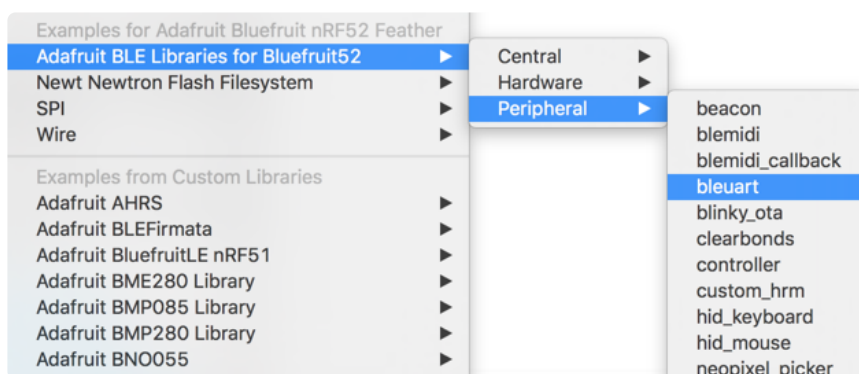 Examples for Adafruit Bluefruit nRF52 Feather
Adafruit BLE Libraries for Bluefruit52
Newt Newtron Flash Filesystem
SPI
Wire
Examples from Custom Libraries
Adafruit AHRS
Adafruit BLEFirmata
Adafruit BluefruitLE nRF51
Adafruit BME280 Library
Adafruit BMP085 Library
Adafruit BMP280 Library
Adafruit BNO055
Central
Hardware
Peripheral
beacon
blemidi
blemidi_callback
bleuart
blinky_ota
clearbonds
controller
custom_hrm
hid_keyboard
hid_mouse
neopixel_picker